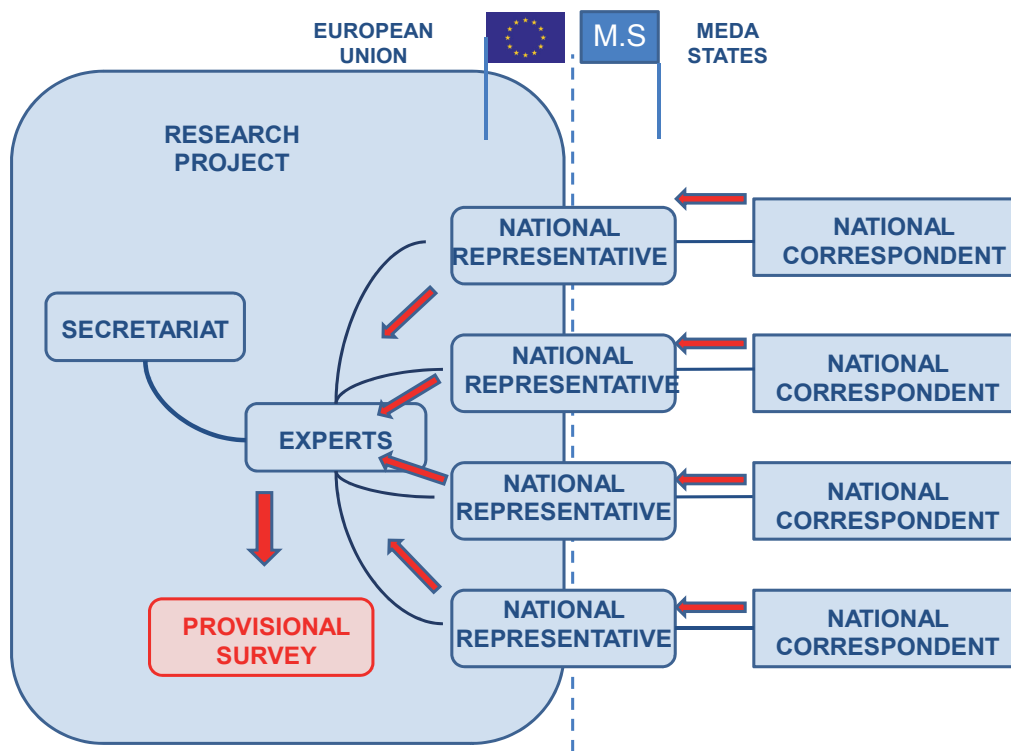 EUROPEAN
UNION
M.S
MEDA
STATES
RESEARCH
PROJECT
NATIONAL
REPRESENTATIVE
NATIONAL
CORRESPONDENT
SECRETARIAT
NATIONAL
REPRESENTATIVE
NATIONAL
CORRESPONDENT
EXPERTS
NATIONAL
REPRESENTATIVE
NATIONAL
CORRESPONDENT
NATIONAL
REPRESENTATIVE
NATIONAL
CORRESPONDENT
PROVISIONAL
SURVEY